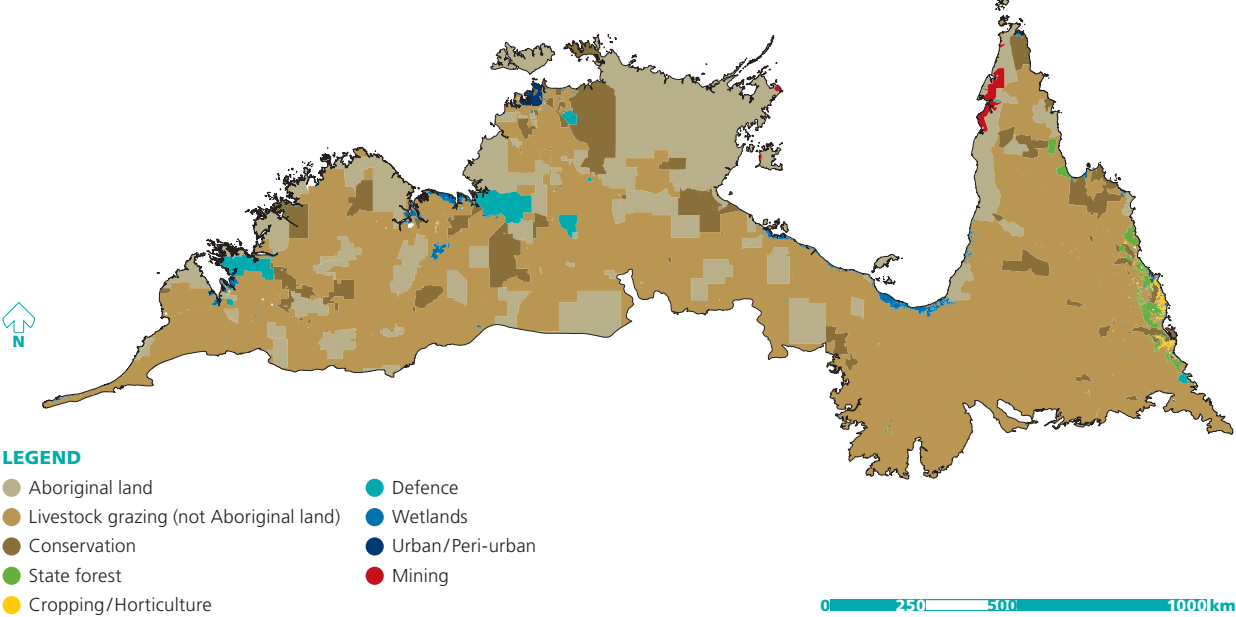 N
LEGEND
Aboriginal land
Livestock grazing (not Aboriginal land)
Conservation
State forest
Cropping/Horticulture
Defence
Wetlands
Urban/Peri-urban
Mining
0 250 500 1000km